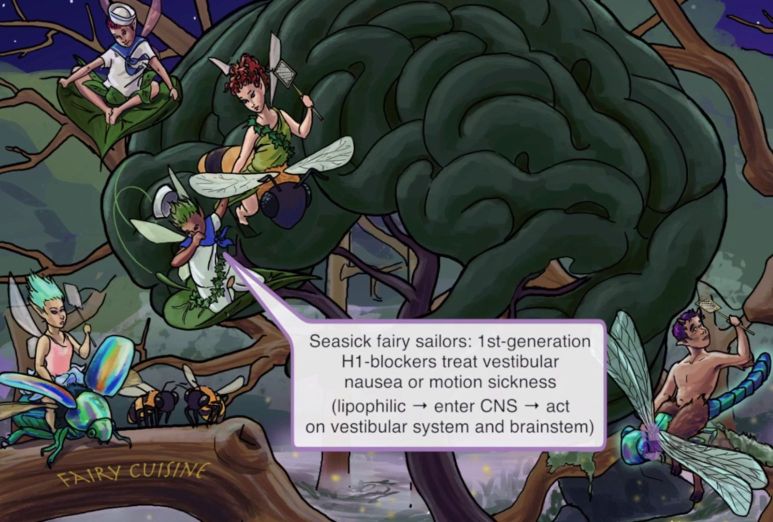 Seasick fairy sailors: 1st-generation
H1-blockers treat vestibular
nausea or motion sickness
(lipophilic → enter CNS → act
on vestibular system and brainstem)
FAIRY CUISINE